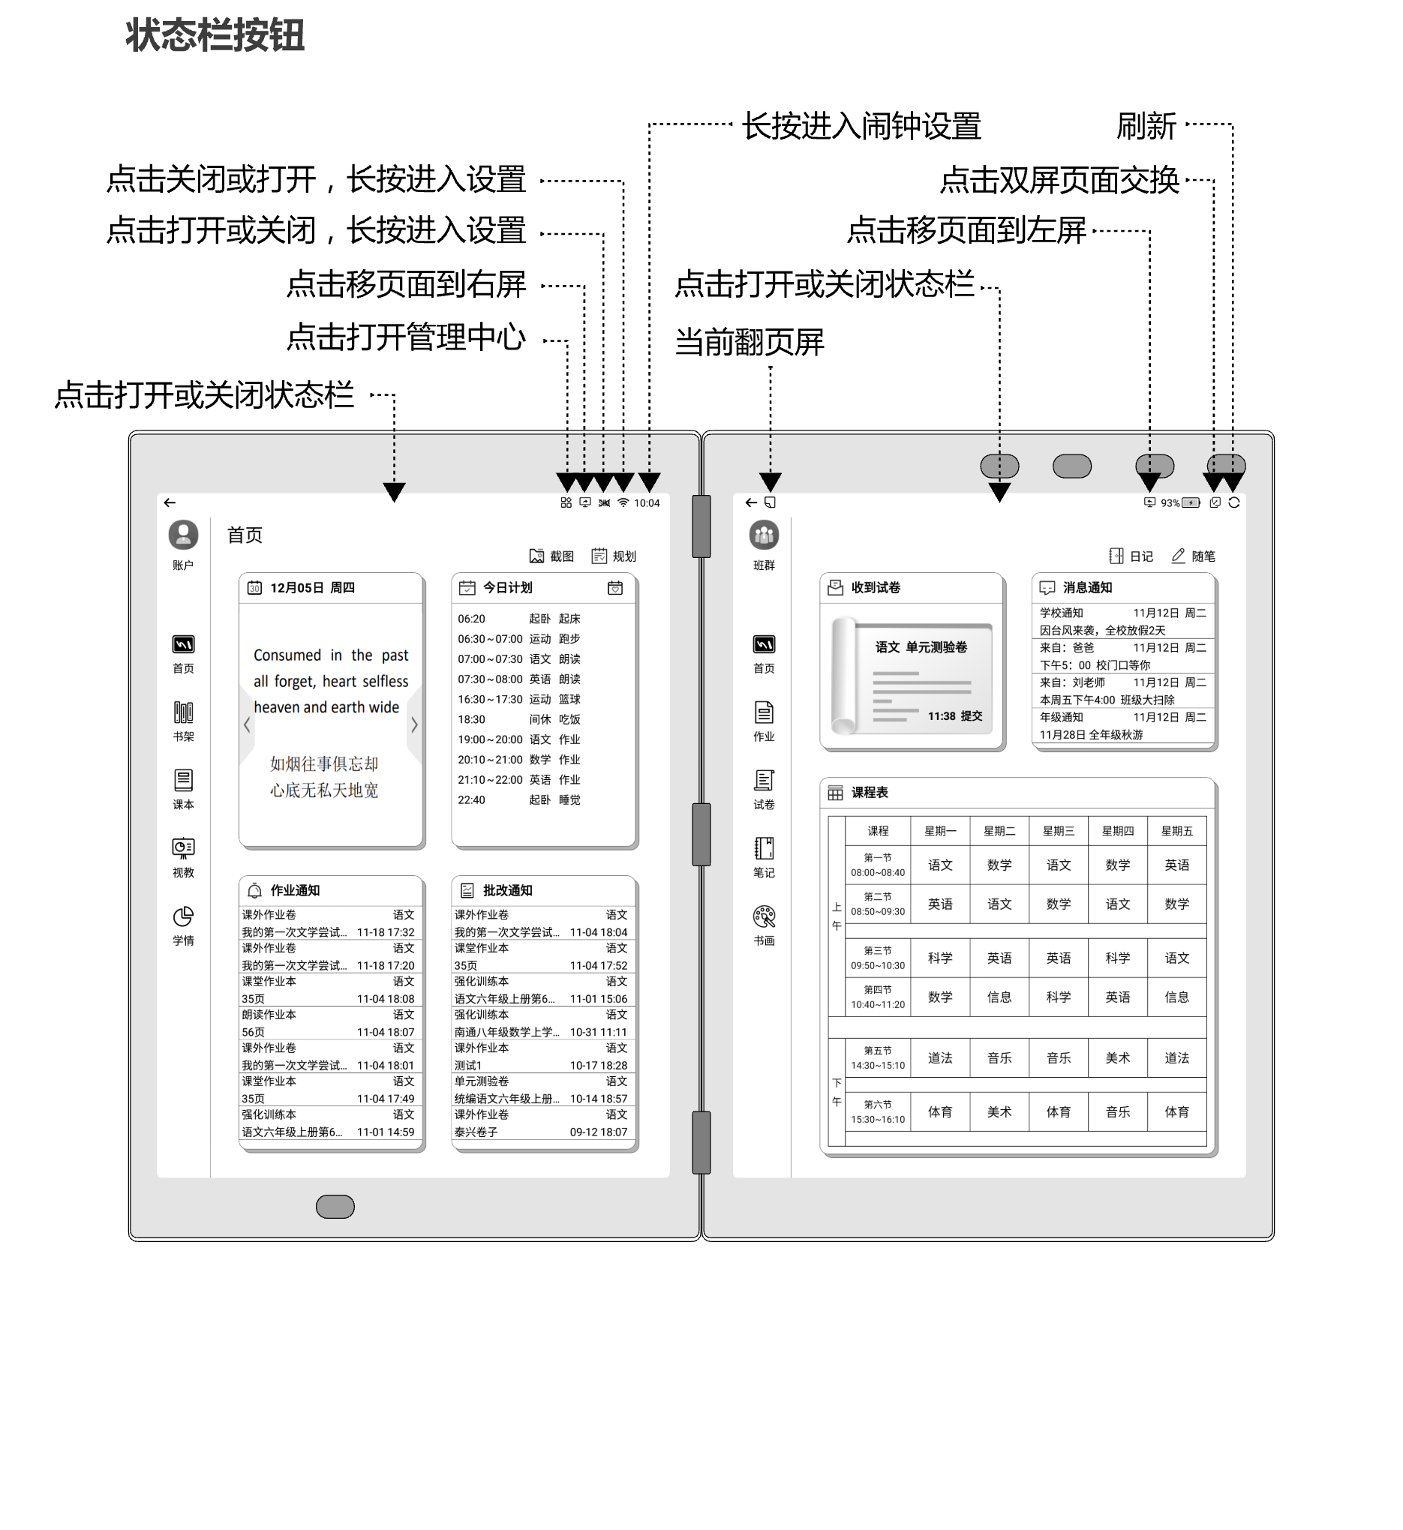 状态栏按钮
长按进入闹钟设置
刷新
点击关闭或打开，长按进入设置
点击双屏页面交换
点击打开或关闭，长按进入设置
点击移页面到左屏
点击移页面到右屏
点击打开或关闭状态栏
点击打开管理中心
当前翻页屏
点击打开或关闭状态栏
10:04
账户
首页
书架
课本
视教
学情
首页
截图 规划
12月05日 周四
Consumed in the past
all forget, heart selfless
heaven and earth wide
如烟往事俱忘却
心底无私天地宽
今日计划
06:20 起卧 起床
06:30~07:00 运动 跑步
07:00~07:30 语文 朗读
07:30~08:00 英语 朗读
16:30~17:30 运动 篮球
18:30 间休 吃饭
19:00~20:00 语文 作业
20:10~21:00 数学 作业
21:10~22:00 英语 作业
22:40 起卧 睡觉
作业通知
课外作业卷 语文
我的第一次文学尝试... 11-18 17:32
课外作业卷 语文
我的第一次文学尝试... 11-18 17:20
课堂作业本 语文
35页 11-04 18:08
朗读作业本 语文
56页 11-04 18:07
课外作业卷 语文
我的第一次文学尝试... 11-04 18:01
课堂作业本 语文
35页 11-04 17:49
强化训练本 语文
语文六年级上册第6... 11-01 14:59
批改通知
课外作业卷 语文
我的第一次文学尝试... 11-04 18:04
课堂作业本 语文
35页 11-04 17:52
强化训练本 语文
语文六年级上册第6... 11-01 15:06
强化训练本 语文
南通八年级数学上学... 10-31 11:11
课外作业本 语文
测试1 10-17 18:28
单元测验卷 语文
统编语文六年级上册... 10-14 18:57
课外作业卷 语文
泰兴卷子 09-12 18:07
93%
班群
首页
作业
试卷
笔记
书画
日记 随笔
收到试卷
语文 单元测验卷
11:38 提交
消息通知
学校通知 11月12日 周二
因台风来袭，全校放假2天
来自：爸爸 11月12日 周二
下午5：00 校门口等你
来自：刘老师 11月12日 周二
本周五下午4:00 班级大扫除
年级通知 11月12日 周二
11月28日 全年级秋游
课程表
课程 星期一 星期二 星期三 星期四 星期五
上午
第一节 08:00~08:40 语文 数学 语文 数学 英语
第二节 08:50~09:30 英语 语文 数学 语文 数学
第三节 09:50~10:30 科学 英语 英语 科学 语文
第四节 10:40~11:20 数学 信息 科学 英语 信息
下午
第五节 14:30~15:10 道法 音乐 音乐 美术 道法
第六节 15:30~16:10 体育 美术 体育 音乐 体育